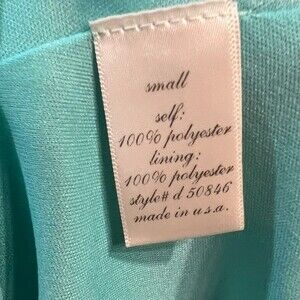 small
self:
100% polyester
lining:
100% polyester
style# d 50846
made in u.s.a.